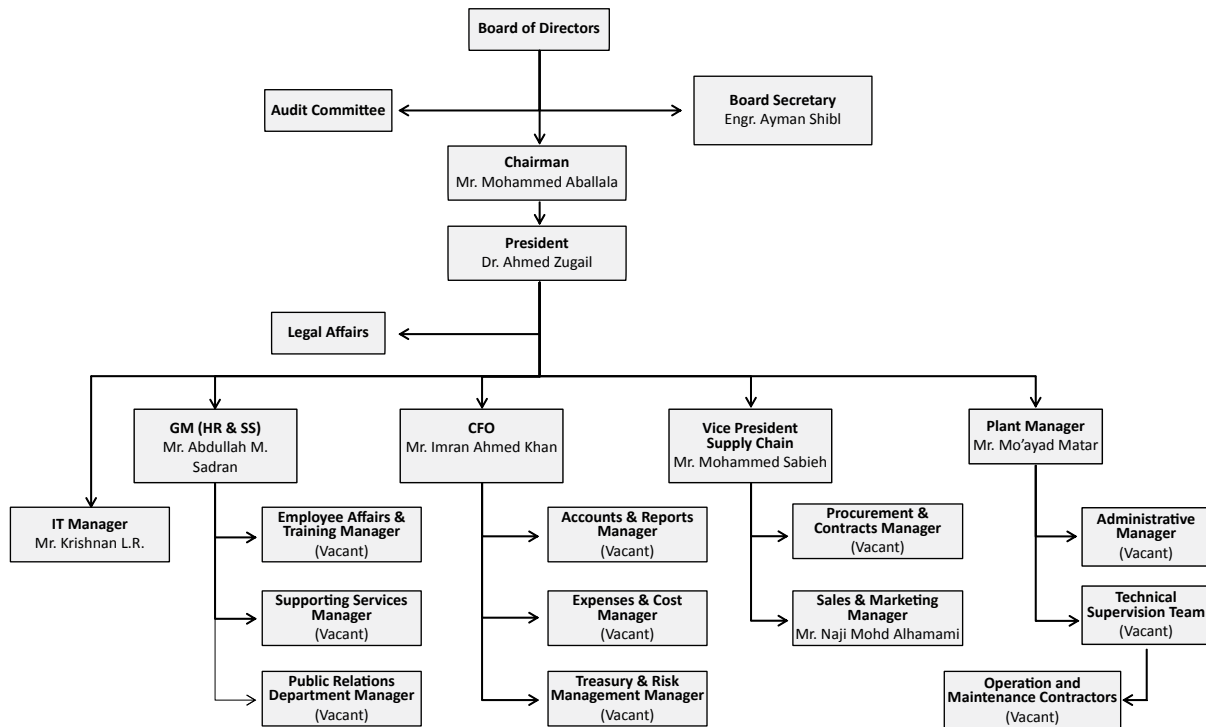 Board of Directors
Audit Committee
Board Secretary
Engr. Ayman Shibl
Chairman
Mr. Mohammed Aballala
President
Dr. Ahmed Zugail
Legal Affairs
GM (HR & SS)
Mr. Abdullah M.
Sadran
CFO
Mr. Imran Ahmed Khan
Vice President
Supply Chain
Mr. Mohammed Sabieh
Plant Manager
Mr. Mo’ayad Matar
IT Manager
Mr. Krishnan L.R.
Employee Affairs &
Training Manager
(Vacant)
Accounts & Reports
Manager
(Vacant)
Procurement &
Contracts Manager
(Vacant)
Administrative
Manager
(Vacant)
Supporting Services
Manager
(Vacant)
Expenses & Cost
Manager
(Vacant)
Sales & Marketing
Manager
Mr. Naji Mohd Alhamami
Technical
Supervision Team
(Vacant)
Public Relations
Department Manager
(Vacant)
Treasury & Risk
Management Manager
(Vacant)
Operation and
Maintenance Contractors
(Vacant)